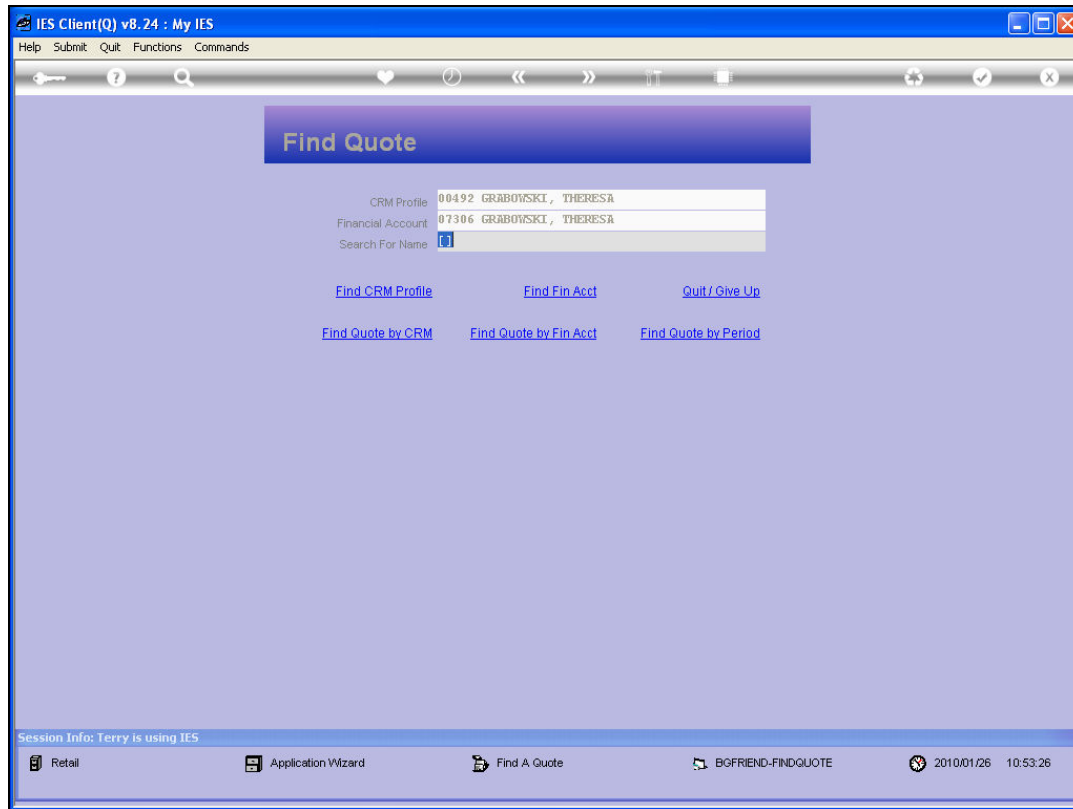 IES Client(Q) v8.24 : My IES
Help Submit Quit Functions Commands
Find Quote
CRM Profile 00492 GRABOWSKI, THERESA
Financial Account 07306 GRABOWSKI, THERESA
Search For Name []
Find CRM Profile Find Fin Acct Quit / Give Up
Find Quote by CRM Find Quote by Fin Acct Find Quote by Period
Session Info: Terry is using IES
Retail Application Wizard Find A Quote BGFRIEND-FINDQUOTE 2010/01/26 10:53:26